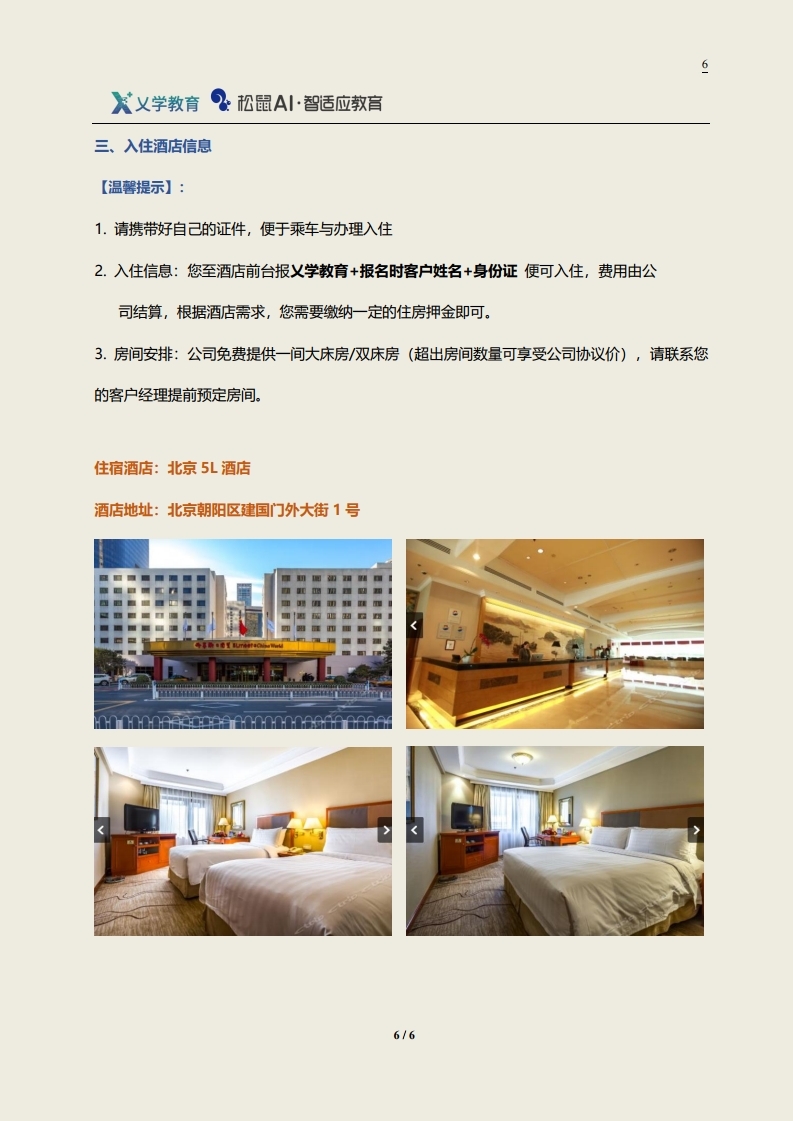 6
乂学教育 松鼠AI·智适应教育
三、入住酒店信息
【温馨提示】：
1. 请携带好自己的证件，便于乘车与办理入住
2. 入住信息：您至酒店前台报乂学教育+报名时客户姓名+身份证 便可入住，费用由公
司结算，根据酒店需求，您需要缴纳一定的住房押金即可。
3. 房间安排：公司免费提供一间大床房/双床房（超出房间数量可享受公司协议价），请联系您
的客户经理提前预定房间。
住宿酒店：北京 5L 酒店
酒店地址：北京朝阳区建国门外大街 1 号
6 / 6